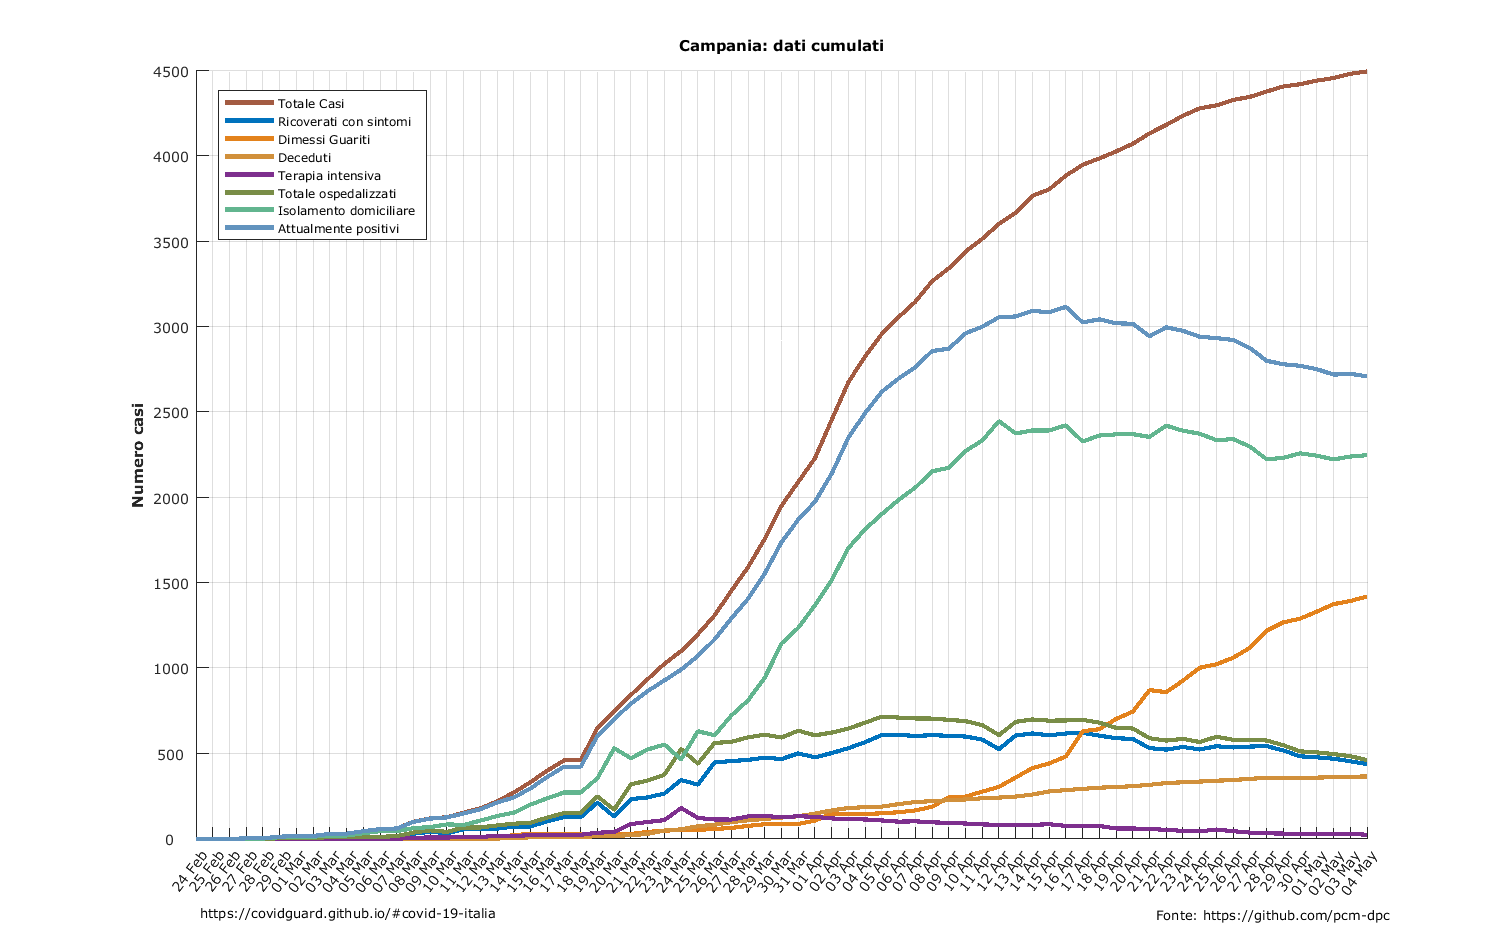 Campania: dati cumulati
4500
4000
3500
3000
2500
2000
1500
1000
500
0
Numero casi
Totale Casi
Ricoverati con sintomi
Dimessi Guariti
Deceduti
Terapia intensiva
Totale ospedalizzati
Isolamento domiciliare
Attualmente positivi
24 Feb
25 Feb
26 Feb
27 Feb
28 Feb
29 Feb
01 Mar
02 Mar
03 Mar
04 Mar
05 Mar
06 Mar
07 Mar
08 Mar
09 Mar
10 Mar
11 Mar
12 Mar
13 Mar
14 Mar
15 Mar
16 Mar
17 Mar
18 Mar
19 Mar
20 Mar
21 Mar
22 Mar
23 Mar
24 Mar
25 Mar
26 Mar
27 Mar
28 Mar
29 Mar
30 Mar
31 Mar
01 Apr
02 Apr
03 Apr
04 Apr
05 Apr
06 Apr
07 Apr
08 Apr
09 Apr
10 Apr
11 Apr
12 Apr
13 Apr
14 Apr
15 Apr
16 Apr
17 Apr
18 Apr
19 Apr
20 Apr
21 Apr
22 Apr
23 Apr
24 Apr
25 Apr
26 Apr
27 Apr
28 Apr
29 Apr
30 Apr
01 May
02 May
03 May
04 May
https://covidguard.github.io/#covid-19-italia
Fonte: https://github.com/pcm-dpc